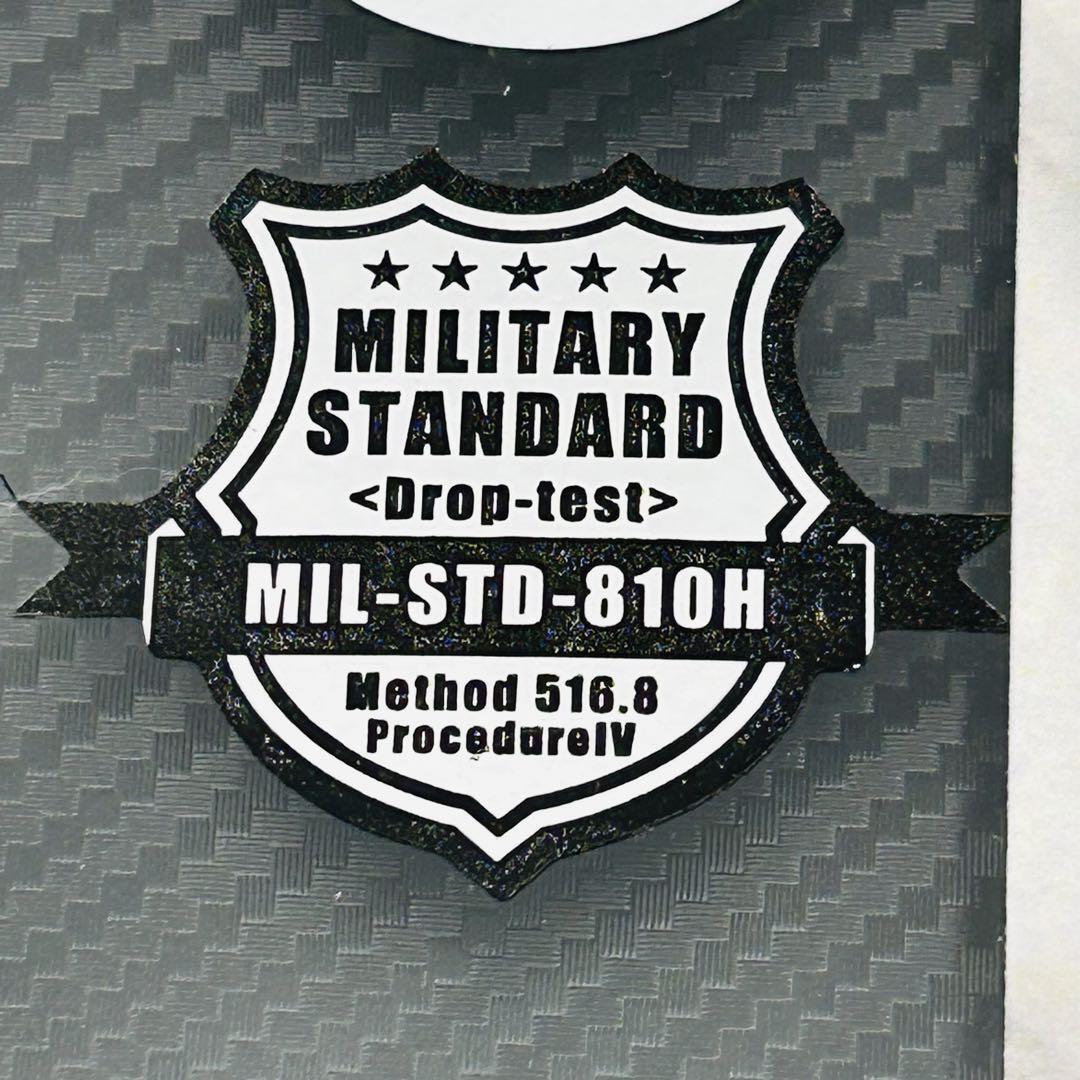 MILITARY
STANDARD
<Drop-test>
MIL-STD-810H
Method 516.8
ProcedureIV